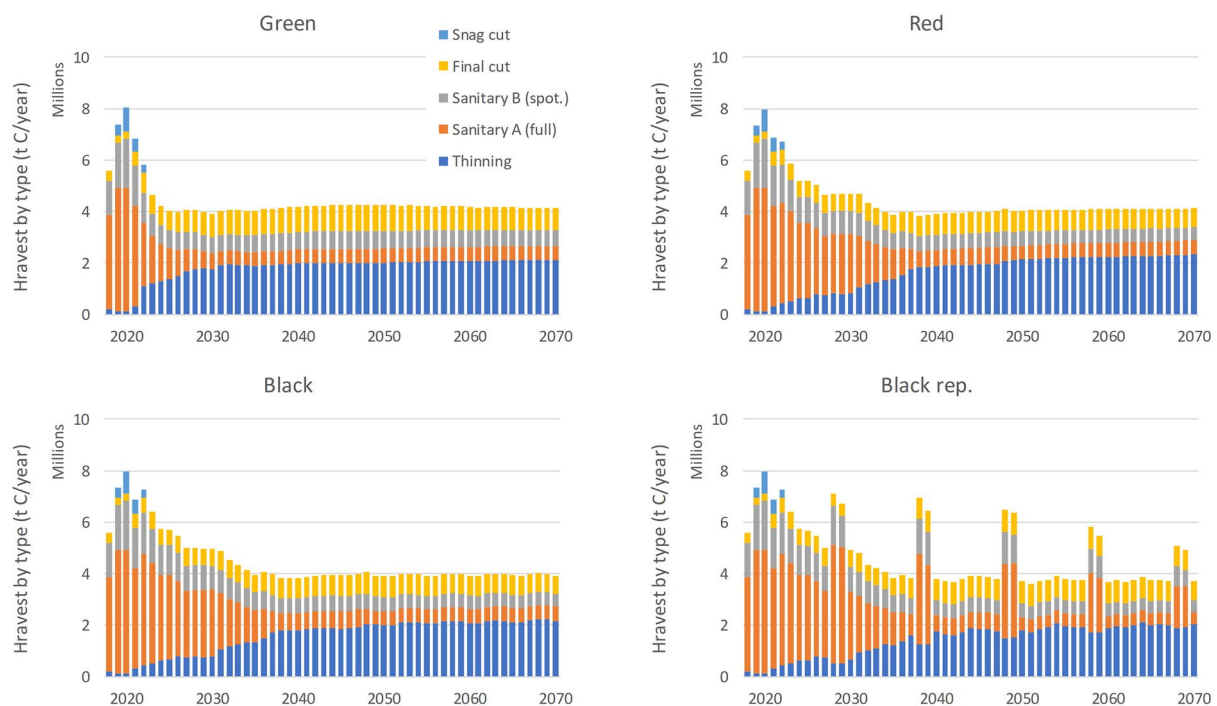 Green
Hravest by type (t C/year)
Millions
10
8
6
4
2
0
2020
2030
2040
2050
2060
2070
Snag cut
Final cut
Sanitary B (spot.)
Sanitary A (full)
Thinning
Red
Hravest by type (t C/year)
Millions
10
8
6
4
2
0
2020
2030
2040
2050
2060
2070
Black
Hravest by type (t C/year)
Millions
10
8
6
4
2
0
2020
2030
2040
2050
2060
2070
Black rep.
Hravest by type (t C/year)
Millions
10
8
6
4
2
0
2020
2030
2040
2050
2060
2070